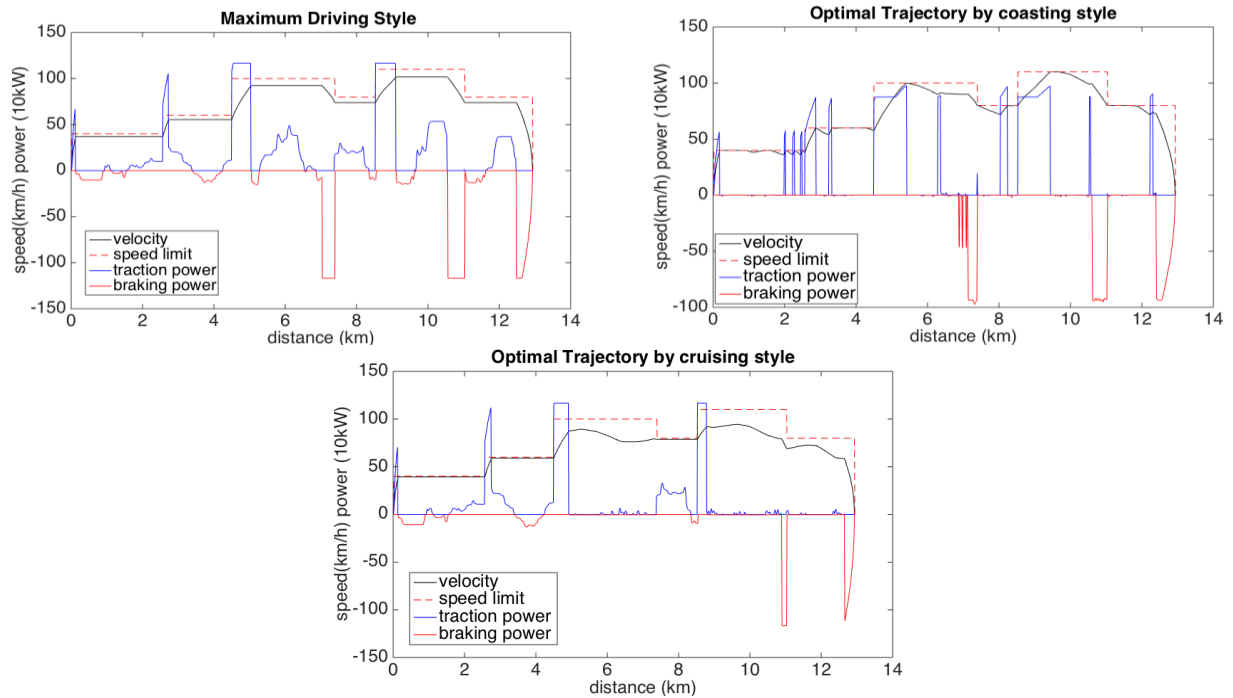 Maximum Driving Style
150
100
50
0
-50
-100
-150
speed(km/h) power (10kW)
velocity
speed limit
traction power
braking power
0 2 4 6 8 10 12 14
distance (km)
Optimal Trajectory by coasting style
150
100
50
0
-50
-100
speed(km/h) power (10kW)
velocity
speed limit
traction power
braking power
0 2 4 6 8 10 12 14
distance (km)
Optimal Trajectory by cruising style
150
100
50
0
-50
-100
-150
speed(km/h) power (10kW)
velocity
speed limit
traction power
braking power
0 2 4 6 8 10 12 14
distance (km)